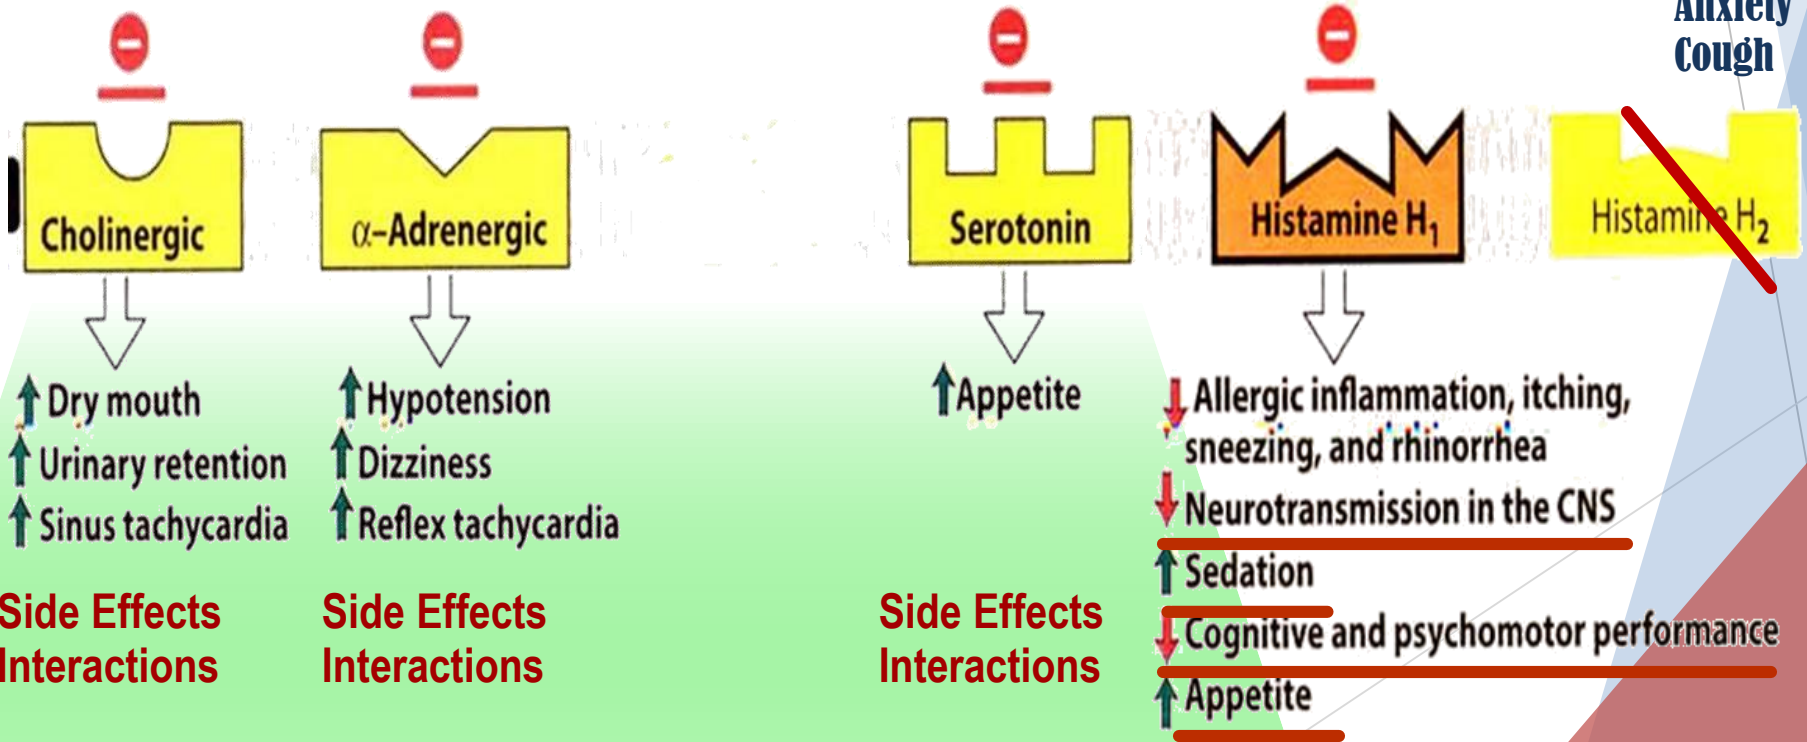 Anxiety
Cough
Cholinergic
α–Adrenergic
Serotonin
Histamine H₁
Histamine H₂
Dry mouth
Urinary retention
Sinus tachycardia
Side Effects
Interactions
Hypotension
Dizziness
Reflex tachycardia
Side Effects
Interactions
Appetite
Side Effects
Interactions
Allergic inflammation, itching,
sneezing, and rhinorrhea
Neurotransmission in the CNS
Sedation
Cognitive and psychomotor performance
Appetite